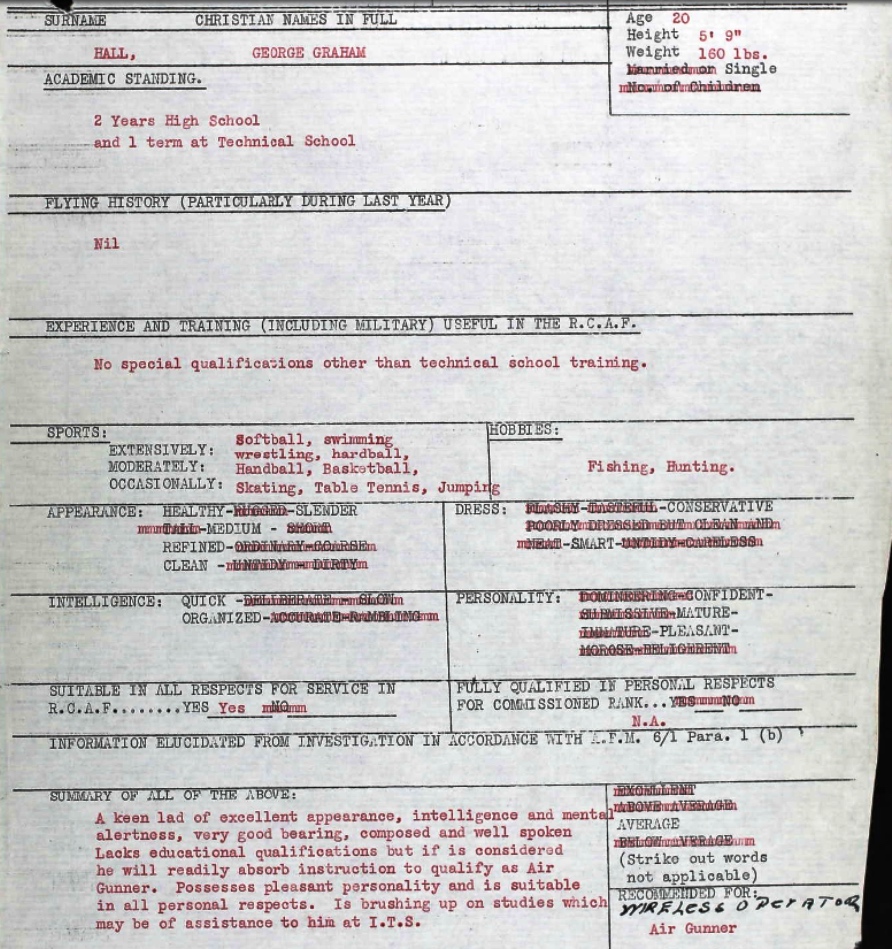 SURNAME CHRISTIAN NAMES IN FULL
HALL, GEORGE GRAHAM
Age 20
Height 5' 9"
Weight 160 lbs.
Married or Single
No. of Children
ACADEMIC STANDING.
2 Years High School
and 1 term at Technical School
FLYING HISTORY (PARTICULARLY DURING LAST YEAR)
Nil
EXPERIENCE AND TRAINING (INCLUDING MILITARY) USEFUL IN THE R.C.A.F.
No special qualifications other than technical school training.
SPORTS:
EXTENSIVELY: Softball, swimming
wrestling, hardball,
MODERATELY: Handball, Basketball,
OCCASIONALLY: Skating, Table Tennis, Jumping
HOBBIES:
Fishing, Hunting.
APPEARANCE: HEALTHY-RUGGED-SLENDER
TALL-MEDIUM - SHORT
REFINED-ORDINARY-COARSE
CLEAN -UNTIDY - DIRTY
DRESS: FLASHY-TASTEFUL-CONSERVATIVE
POORLY DRESSED BUT CLEAN AND
NEAT-SMART-UNTIDY-CARELESS
INTELLIGENCE: QUICK -DELIBERATE - SLOW
ORGANIZED-ACCURATE-RAMBLING
PERSONALITY: DOMINEERING-CONFIDENT-
SUBMISSIVE-MATURE-
IMMATURE-PLEASANT-
MOROSE-BELIGERENT
SUITABLE IN ALL RESPECTS FOR SERVICE IN
R.C.A.F........YES Yes NO
FULLY QUALIFIED IN PERSONAL RESPECTS
FOR COMMISSIONED RANK...YES NO
N.A.
INFORMATION ELUCIDATED FROM INVESTIGATION IN ACCORDANCE WITH A.F.M. 6/1 Para. 1 (b)
SUMMARY OF ALL OF THE ABOVE:
A keen lad of excellent appearance, intelligence and mental
alertness, very good bearing, composed and well spoken
Lacks educational qualifications but if is considered
he will readily absorb instruction to qualify as Air
Gunner. Possesses pleasant personality and is suitable
in all personal respects. Is brushing up on studies which
may be of assistance to him at I.T.S.
EXCELLENT
ABOVE AVERAGE
AVERAGE
BELOW AVERAGE
(Strike out words
not applicable)
RECOMMENDED FOR:
WIRELESS OPERATOR
Air Gunner